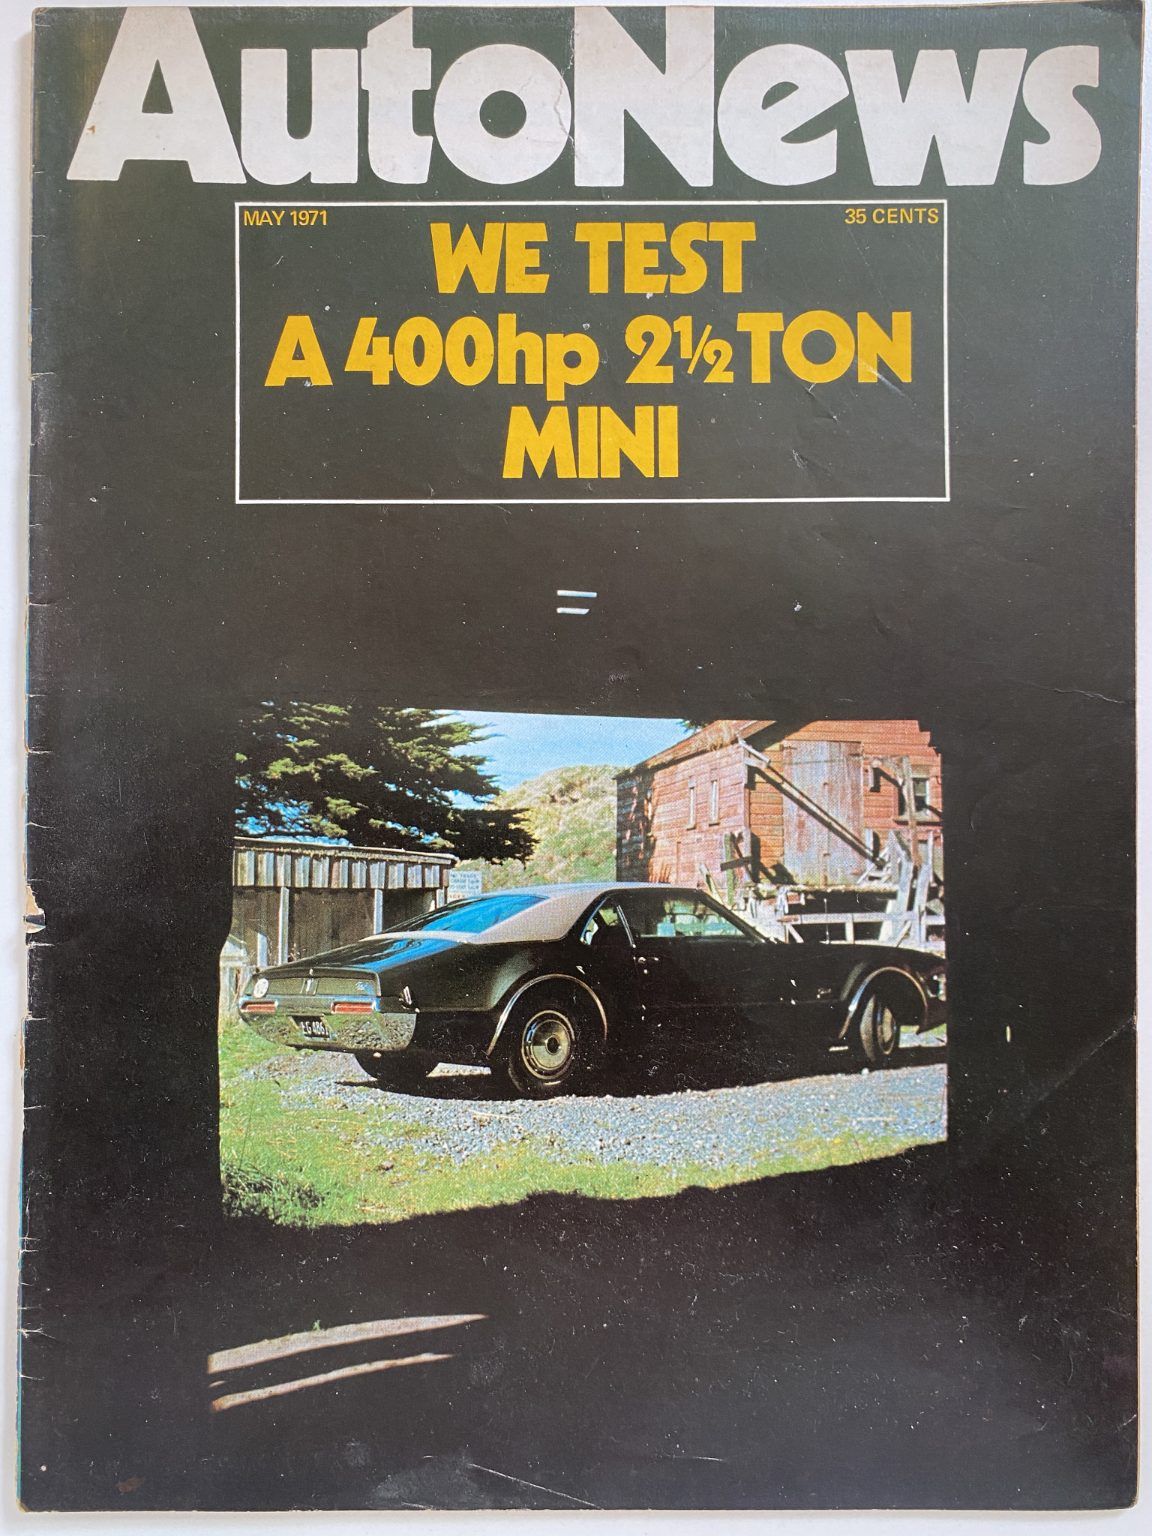 AutoNews
MAY 1971
35 CENTS
WE TEST
A 400hp 2½ TON
MINI